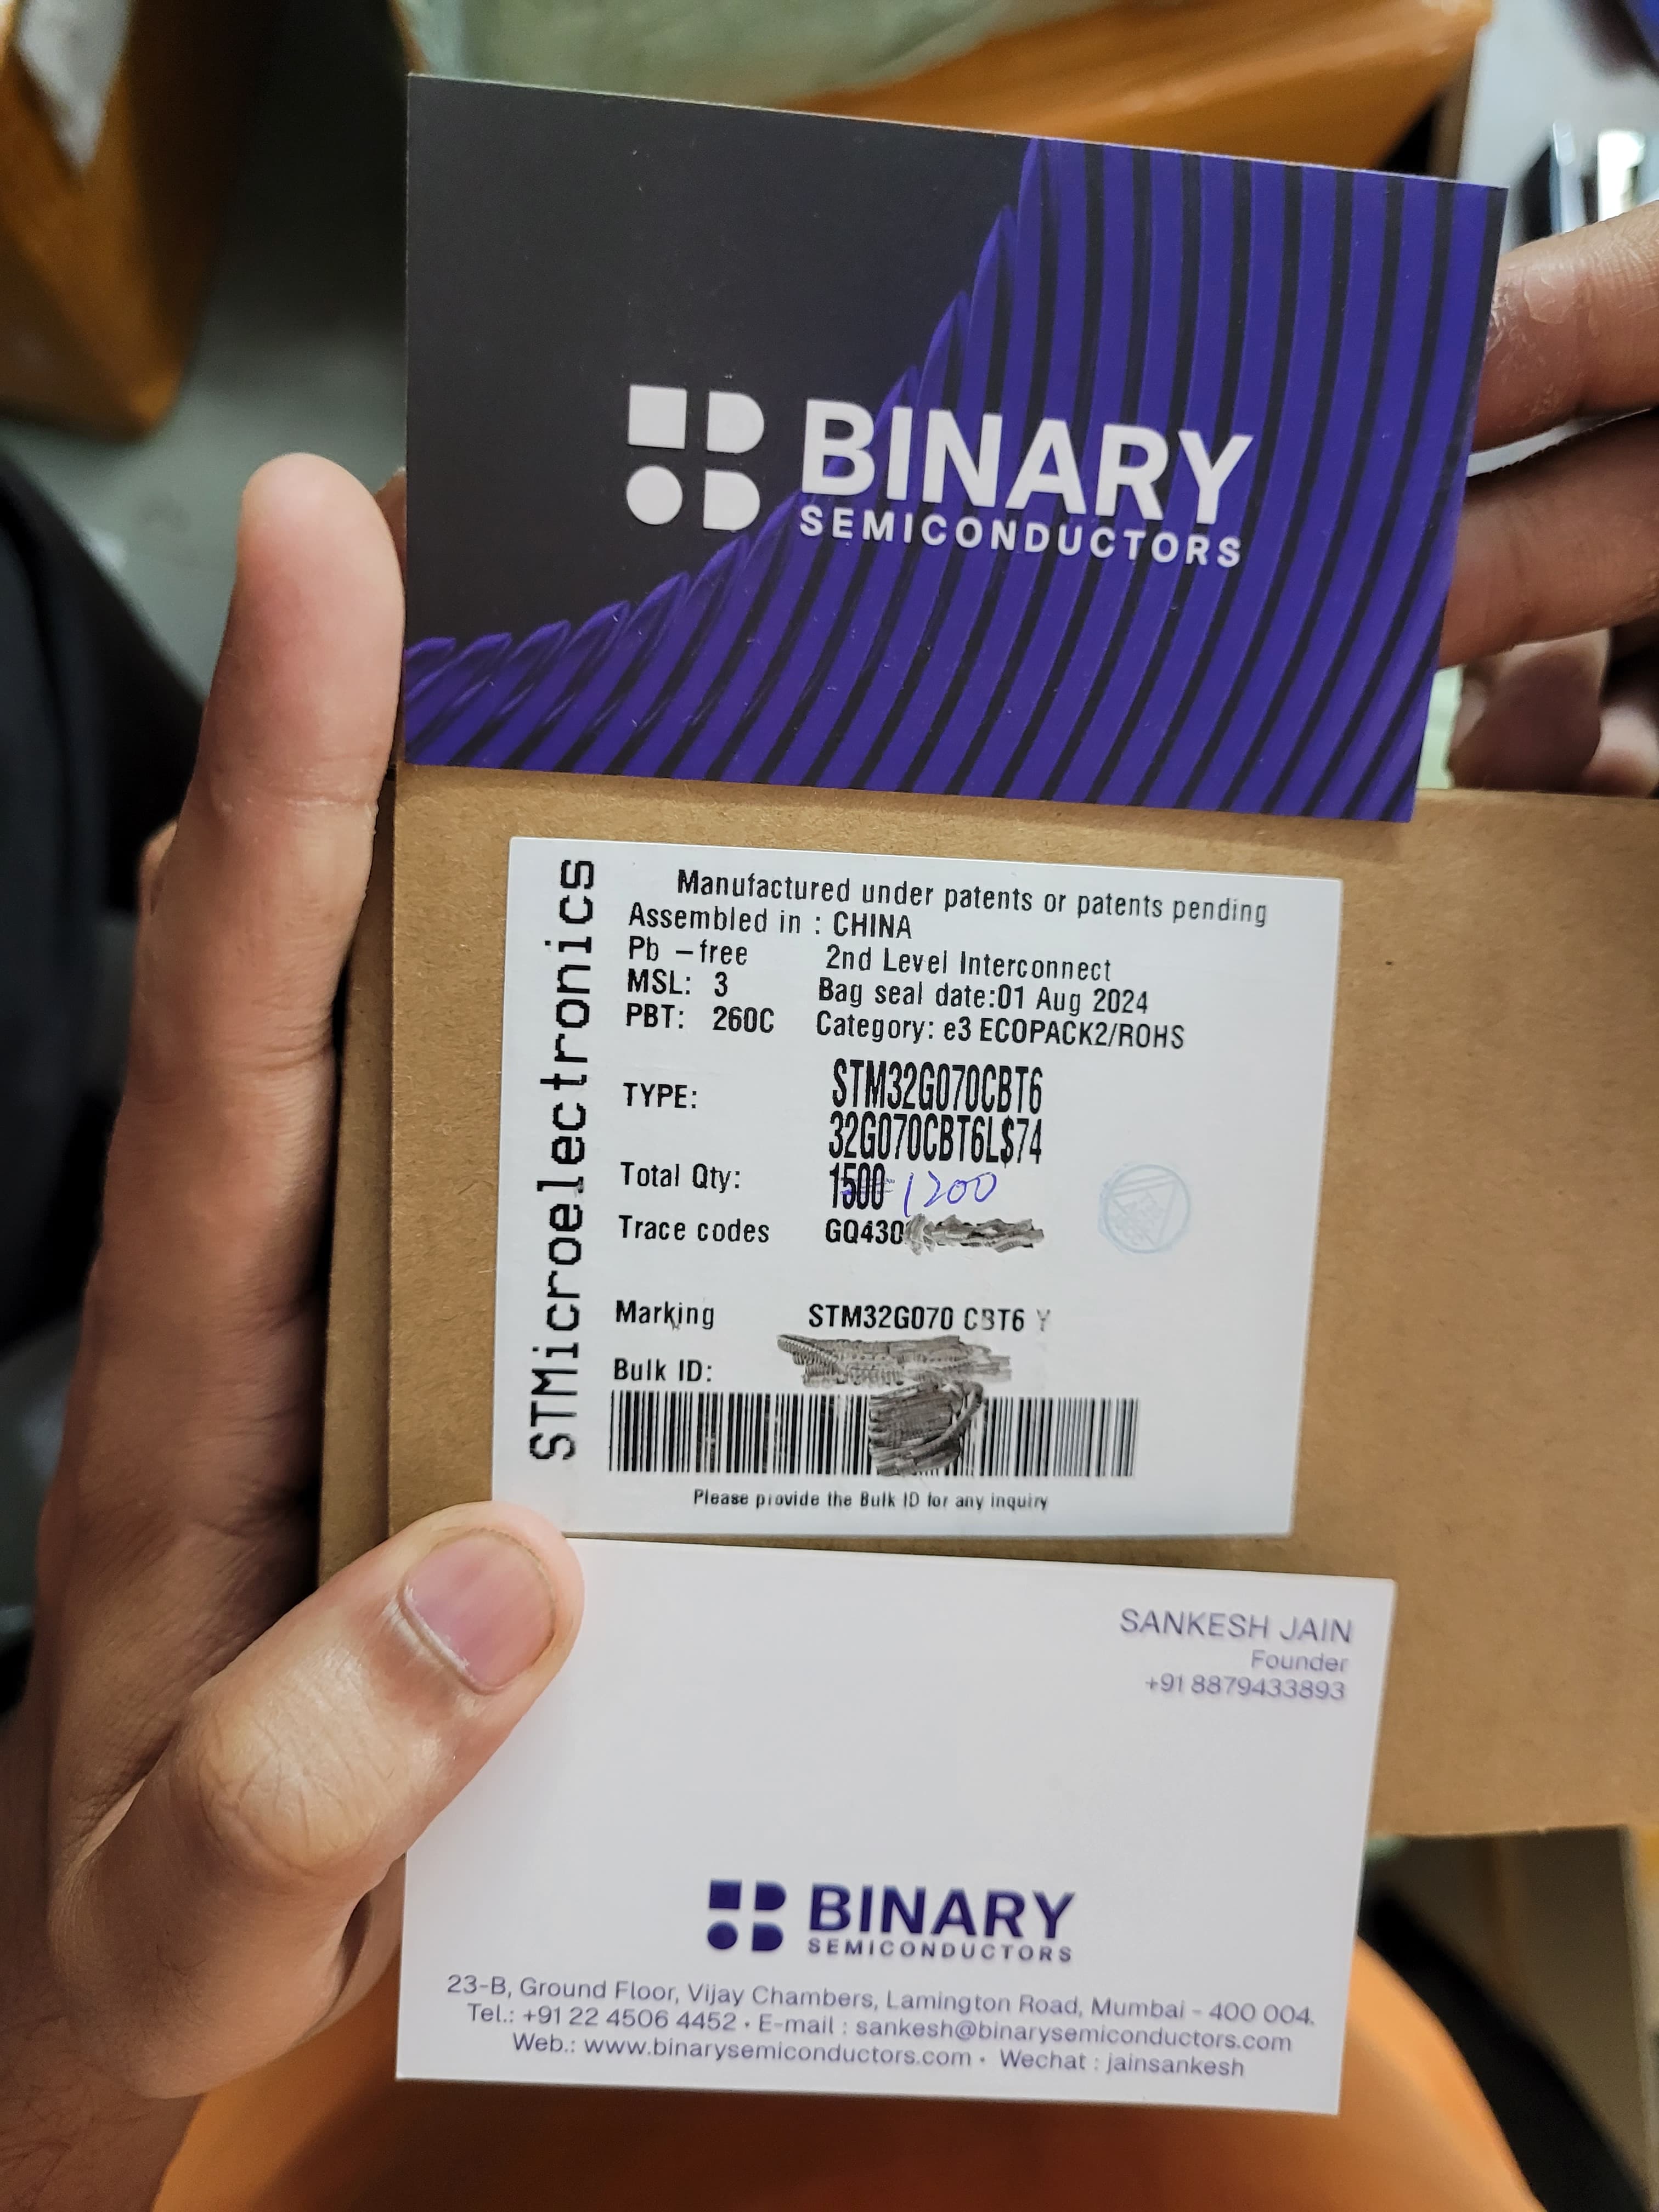 BINARY
SEMICONDUCTORS
STMicroelectronics
Manufactured under patents or patents pending
Assembled in : CHINA
Pb -free 2nd Level Interconnect
MSL: 3 Bag seal date:01 Aug 2024
PBT: 260C Category: e3 ECOPACK2/ROHS
TYPE: STM32G070CBT6
32G070CBT6L$74
Total Qty: 1500 1200
Trace codes GQ430
Marking STM32G070 CBT6 Y
Bulk ID:
Please provide the Bulk ID for any inquiry
SANKESH JAIN
Founder
+91 8879433893
BINARY
SEMICONDUCTORS
23-B, Ground Floor, Vijay Chambers, Lamington Road, Mumbai - 400 004.
Tel.: +91 22 4506 4452 • E-mail : sankesh@binarysemiconductors.com
Web.: www.binarysemiconductors.com • Wechat : jainsankesh